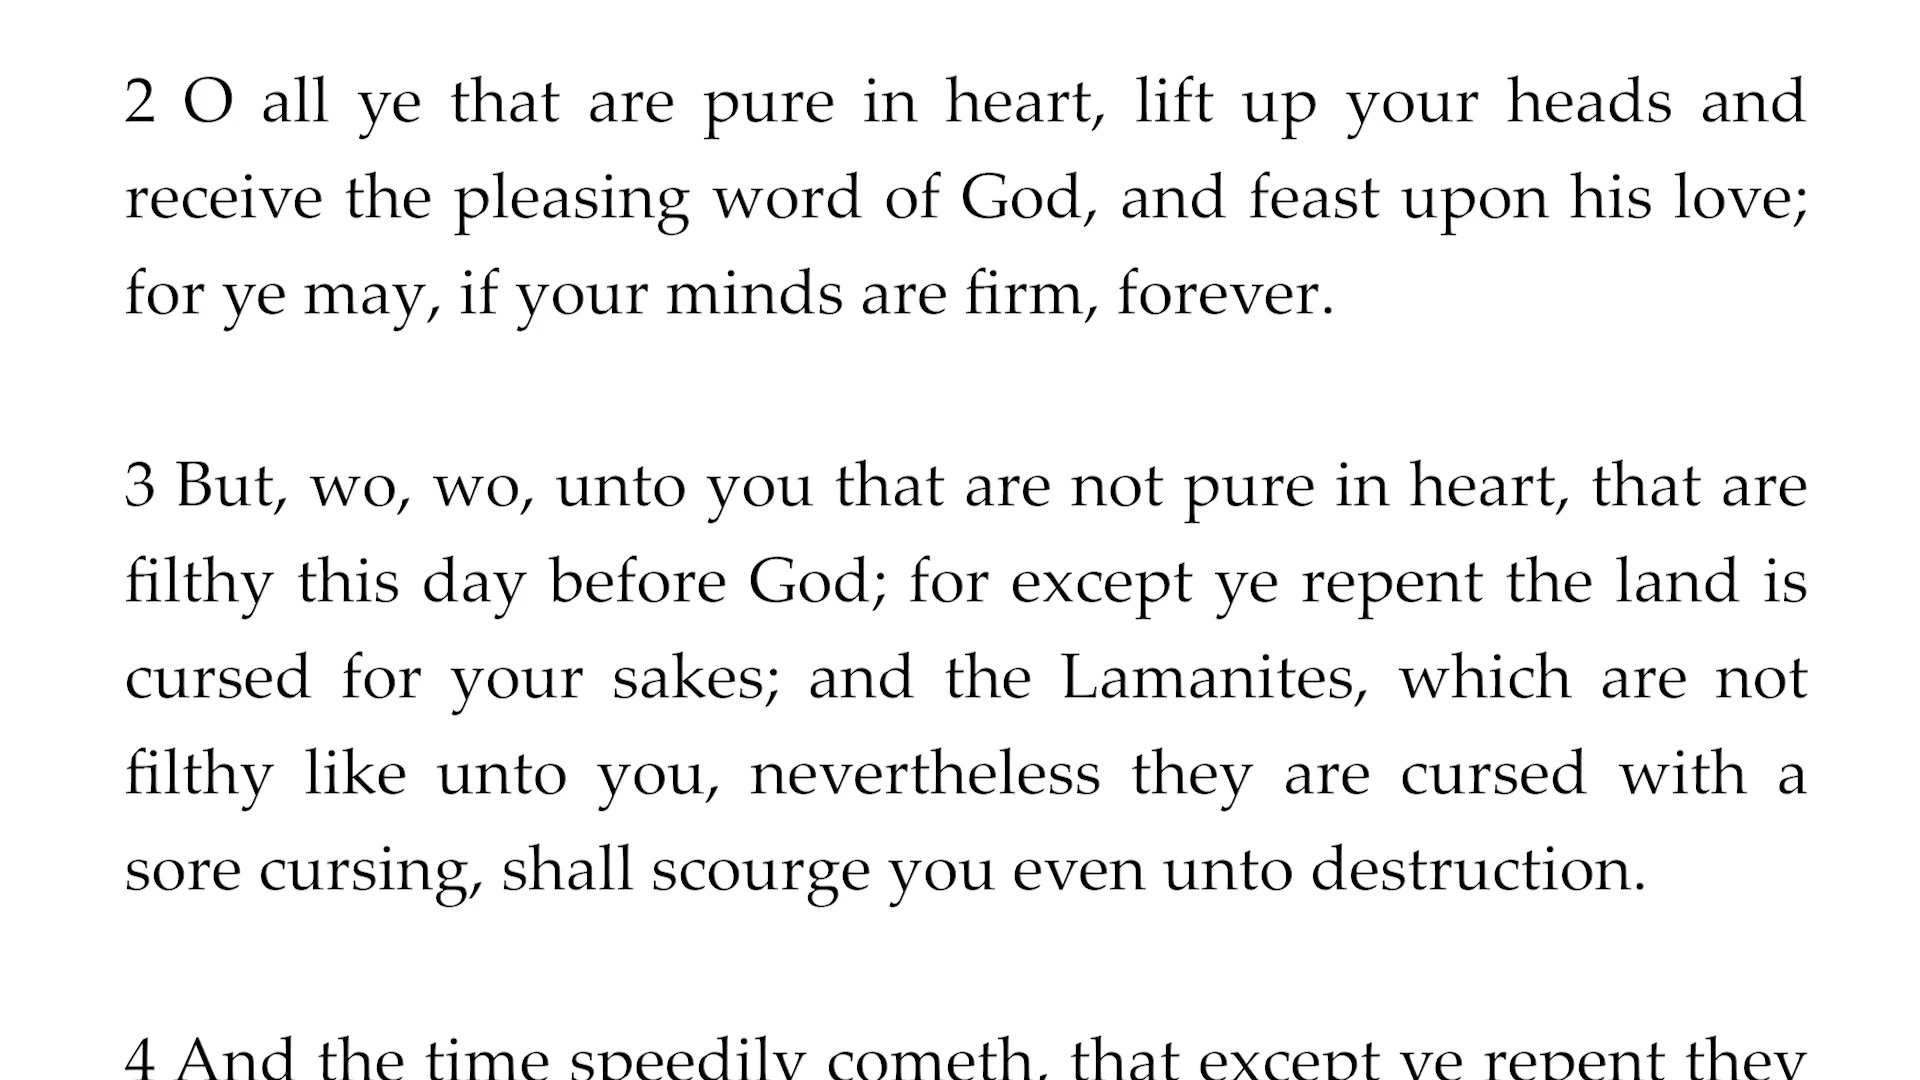 2 O all ye that are pure in heart, lift up your heads and
receive the pleasing word of God, and feast upon his love;
for ye may, if your minds are firm, forever.
3 But, wo, wo, unto you that are not pure in heart, that are
filthy this day before God; for except ye repent the land is
cursed for your sakes; and the Lamanites, which are not
filthy like unto you, nevertheless they are cursed with a
sore cursing, shall scourge you even unto destruction.
4 And the time speedily cometh, that except ye repent they